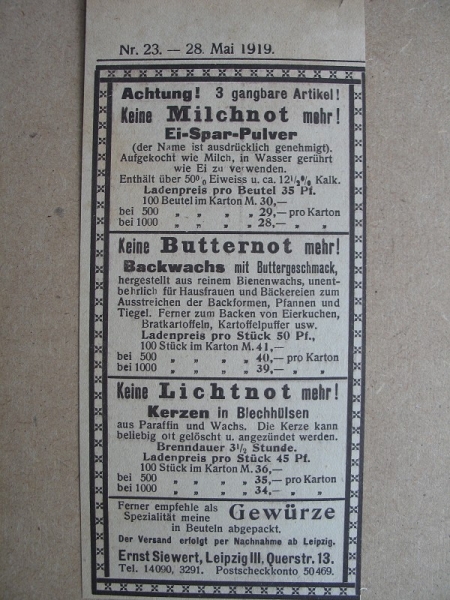 Nr. 23. — 28. Mai 1919.
Achtung! 3 gangbare Artikel!
Keine Milchnot mehr!
Ei-Spar-Pulver
(der Name ist ausdrücklich genehmigt).
Aufgekocht wie Milch, in Wasser gerührt
wie Ei zu verwenden.
Enthält über 50% Eiweiss u. ca. 12½% Kalk.
Ladenpreis pro Beutel 35 Pf.
100 Beutel im Karton M. 30,—
bei 500 „ „ „ „ 29,— pro Karton
bei 1000 „ „ „ „ 28,— „ „
Keine Butternot mehr!
Backwachs mit Buttergeschmack,
hergestellt aus reinem Bienenwachs, unent-
behrlich für Hausfrauen und Bäckereien zum
Ausstreichen der Backformen, Pfannen und
Tiegel. Ferner zum Backen von Eierkuchen,
Bratkartoffeln, Kartoffelpuffer usw.
Ladenpreis pro Stück 50 Pf.,
100 Stück im Karton M. 41,—
bei 500 „ „ „ „ 40,— pro Karton
bei 1000 „ „ „ „ 39,— „ „
Keine Lichtnot mehr!
Kerzen in Blechhülsen
aus Paraffin und Wachs. Die Kerze kann
beliebig oft gelöscht u. angezündet werden.
Brenndauer 3½ Stunde.
Ladenpreis pro Stück 45 Pf.
100 Stück im Karton M. 36,—
bei 500 „ „ „ „ 35,— pro Karton
bei 1000 „ „ „ „ 34,— „ „
Ferner empfehle als
Spezialität meine Gewürze
in Beuteln abgepackt.
Der Versand erfolgt per Nachnahme ab Leipzig.
Ernst Siewert, Leipzig III, Querstr. 13.
Tel. 14090, 3291. Postscheckkonto 50469.